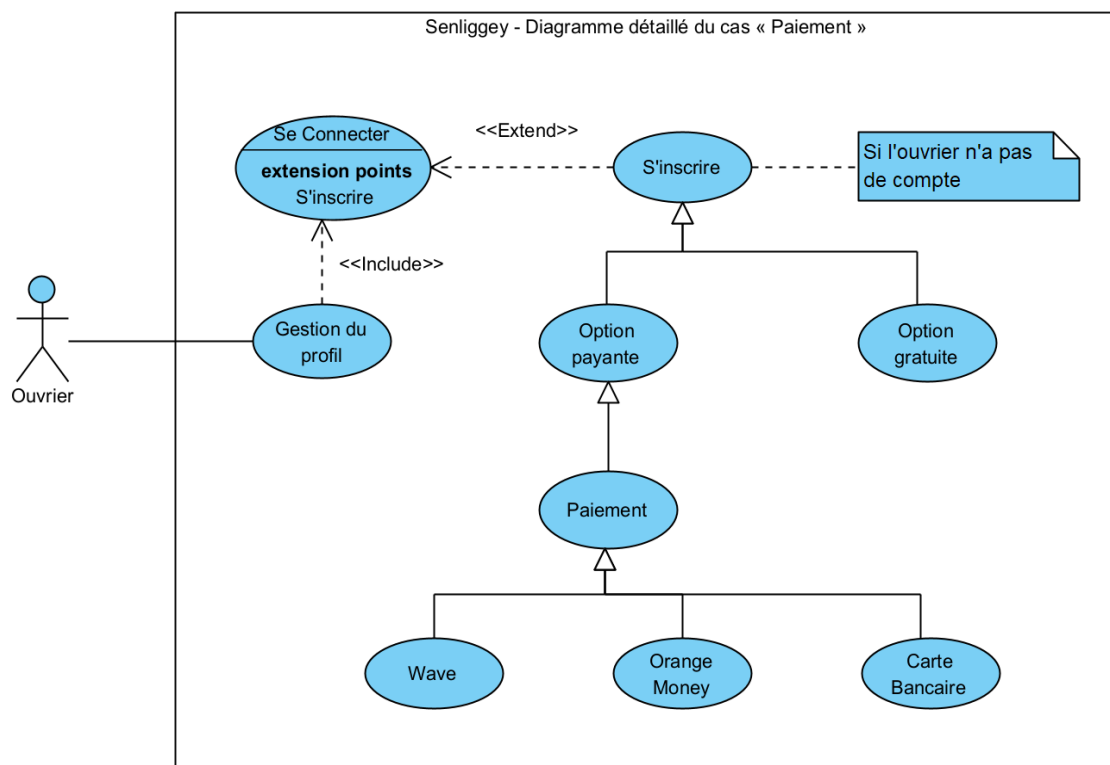 Senliggey - Diagramme détaillé du cas « Paiement »
Se Connecter
extension points
S'inscrire
<<Extend>>
S'inscrire
Si l'ouvrier n'a pas
de compte
<<Include>>
Gestion du
profil
Ouvrier
Option
payante
Option
gratuite
Paiement
Wave
Orange
Money
Carte
Bancaire